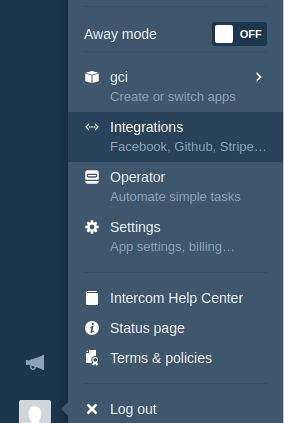 Away mode
OFF
gci
Create or switch apps
Integrations
Facebook, Github, Stripe…
Operator
Automate simple tasks
Settings
App settings, billing…
Intercom Help Center
Status page
Terms & policies
Log out